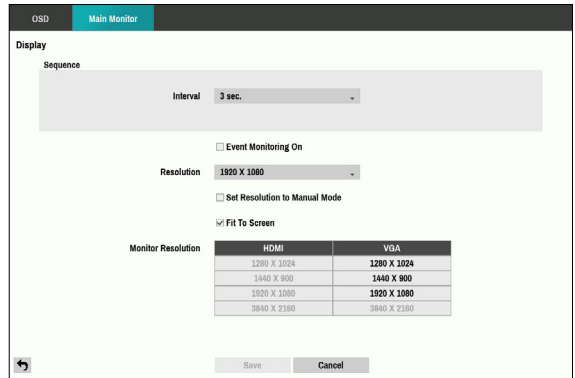 OSD Main Monitor
Display
Sequence
Interval 3 sec.
Event Monitoring On
Resolution 1920 X 1080
Set Resolution to Manual Mode
Fit To Screen
Monitor Resolution HDMI VGA
1280 X 1024 1280 X 1024
1440 X 900 1440 X 900
1920 X 1080 1920 X 1080
3840 X 2160 3840 X 2160
Save Cancel